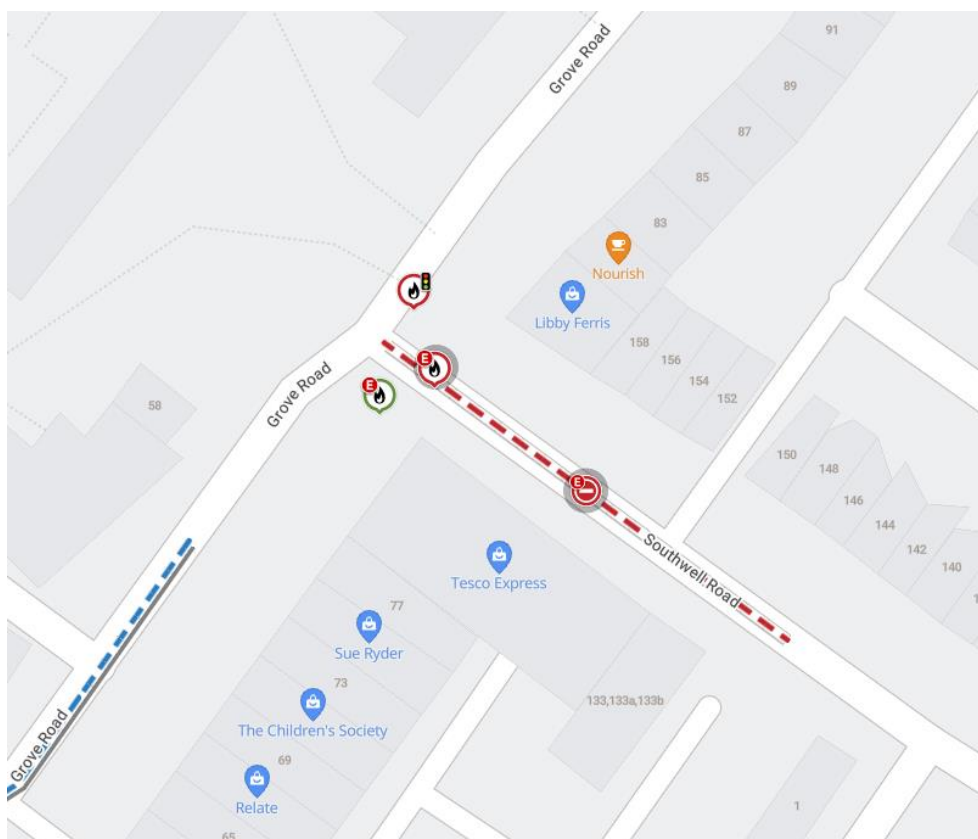 Grove Road
91
89
87
85
83
Nourish
Libby Ferris
158
156
154
152
E
E
Grove Road
58
150
148
146
144
142
140
E
Southwell Road
Tesco Express
77
Sue Ryder
73
The Children's Society
133,133a,133b
69
Grove Road
Relate
1
65